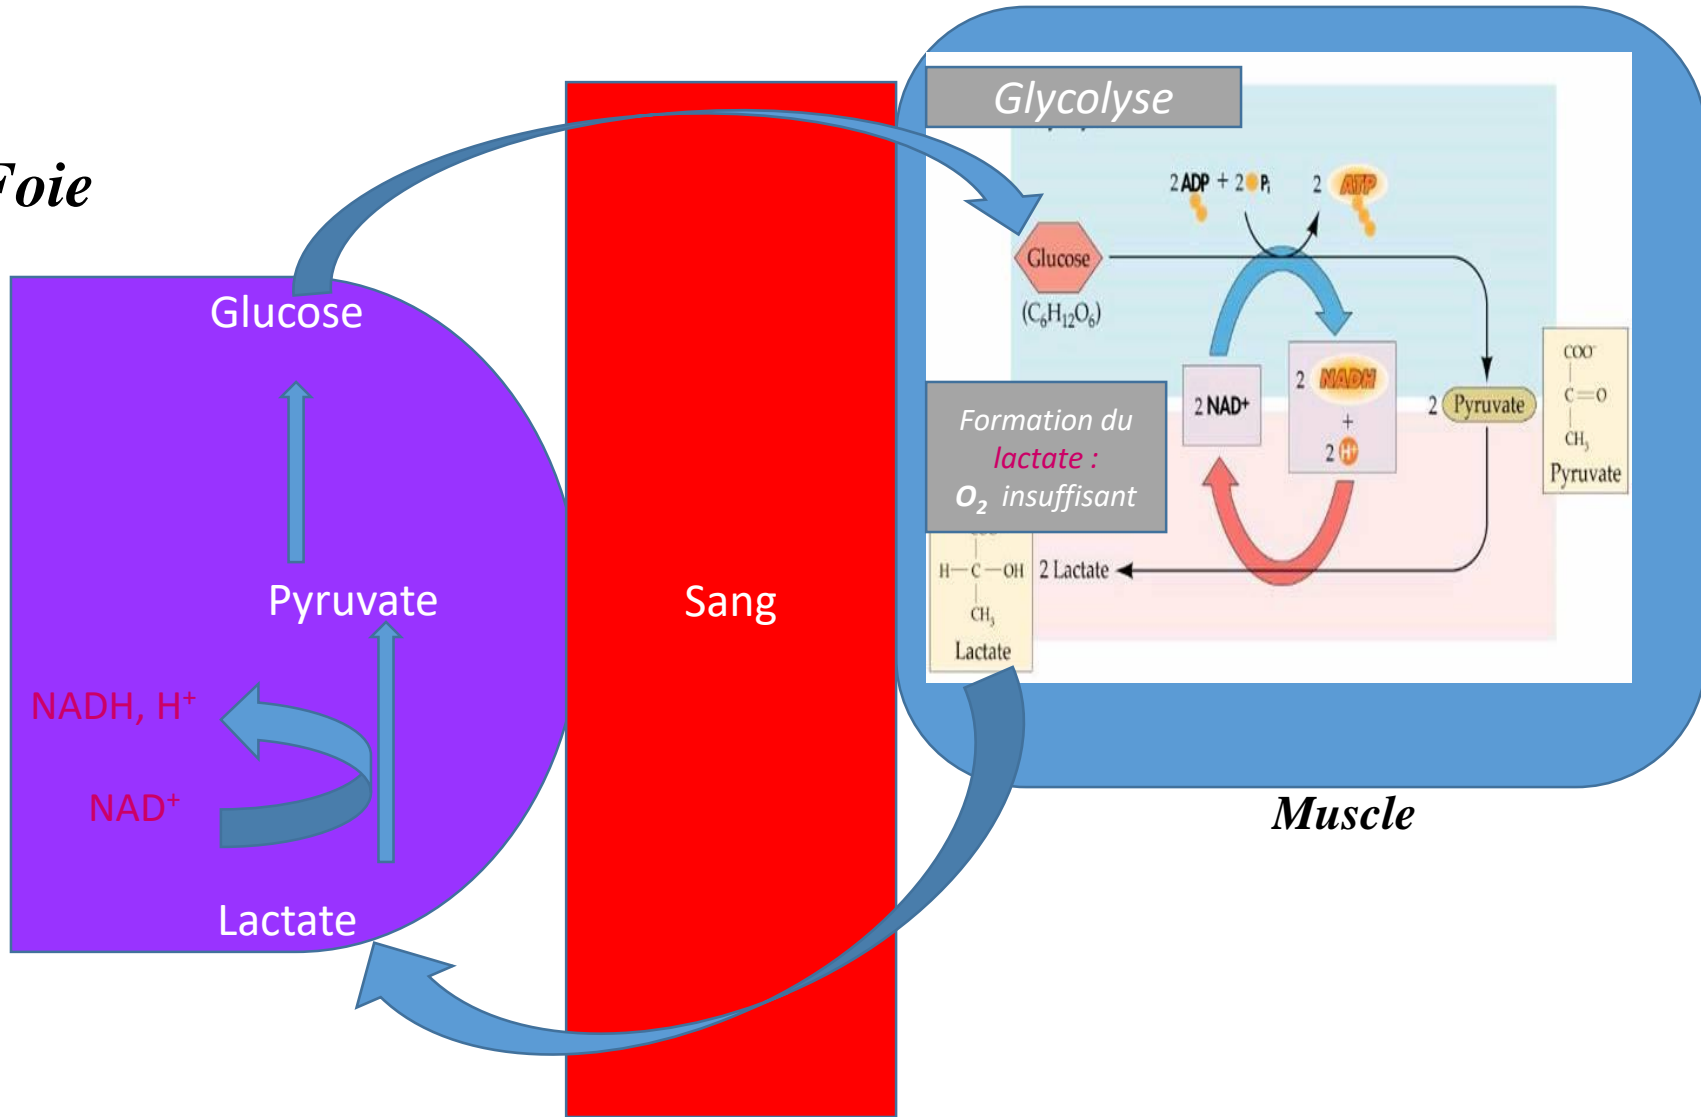 Foie
Glucose
Pyruvate
NADH, H⁺
NAD⁺
Lactate
Sang
Glycolyse
2 ADP + 2 Pᵢ 2 ATP
Glucose
(C₆H₁₂O₆)
2 NAD+
2 NADH
+
2 H⁺
2 Pyruvate
COO⁻
C=O
CH₃
Pyruvate
Formation du
lactate :
O₂ insuffisant
H—C—OH
CH₃
Lactate
2 Lactate
Muscle